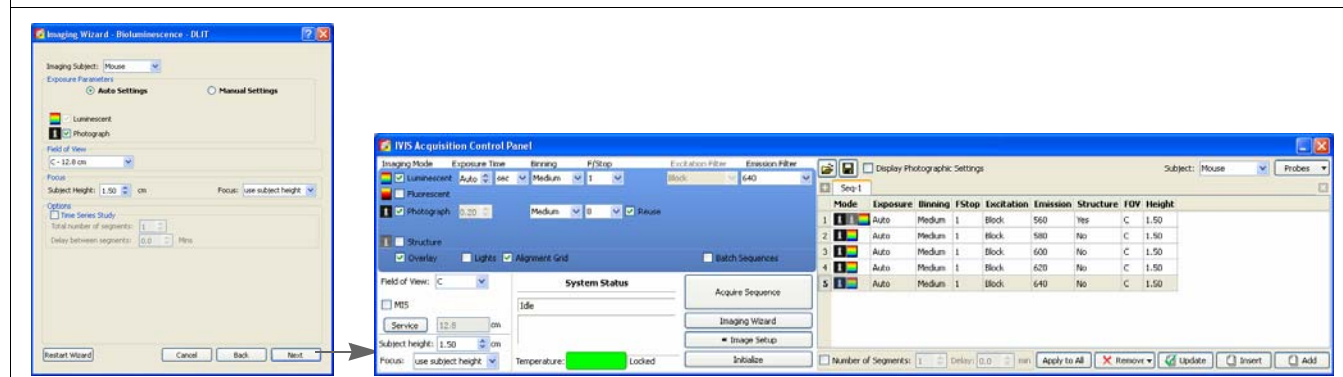 Imaging Wizard - Bioluminescence - DLIT
Imaging Subject: Mouse
Exposure Parameters
Auto Settings Manual Settings
Luminescent
Photograph
Field of View
C - 12.8 cm
Focus
Subject Height: 1.50 cm Focus: use subject height
Options
Time Series Study
Total number of segments: 1
Delay between segments: 0.0 Mins
Restart Wizard Cancel Back Next
IVIS Acquisition Control Panel
Imaging Mode Exposure Time Binning F/Stop Excitation Filter Emission Filter
Luminescent Auto sec Medium 1 Block 640
Fluorescent
Photograph 0.20 Medium 8 Reuse
Structure
Overlay Lights Alignment Grid Batch Sequences
Field of View: C System Status
MIS Idle
Service 12.8 cm
Subject height: 1.50 cm
Focus: use subject height Temperature: Locked
Acquire Sequence
Imaging Wizard
Image Setup
Initialize
Display Photographic Settings Subject: Mouse Probes
Seq-1
Mode Exposure Binning FStop Excitation Emission Structure FOV Height
1 Auto Medium 1 Block 560 Yes C 1.50
2 Auto Medium 1 Block 580 No C 1.50
3 Auto Medium 1 Block 600 No C 1.50
4 Auto Medium 1 Block 620 No C 1.50
5 Auto Medium 1 Block 640 No C 1.50
Number of Segments: 1 Delay: 0.0 min Apply to All Remove Update Insert Add